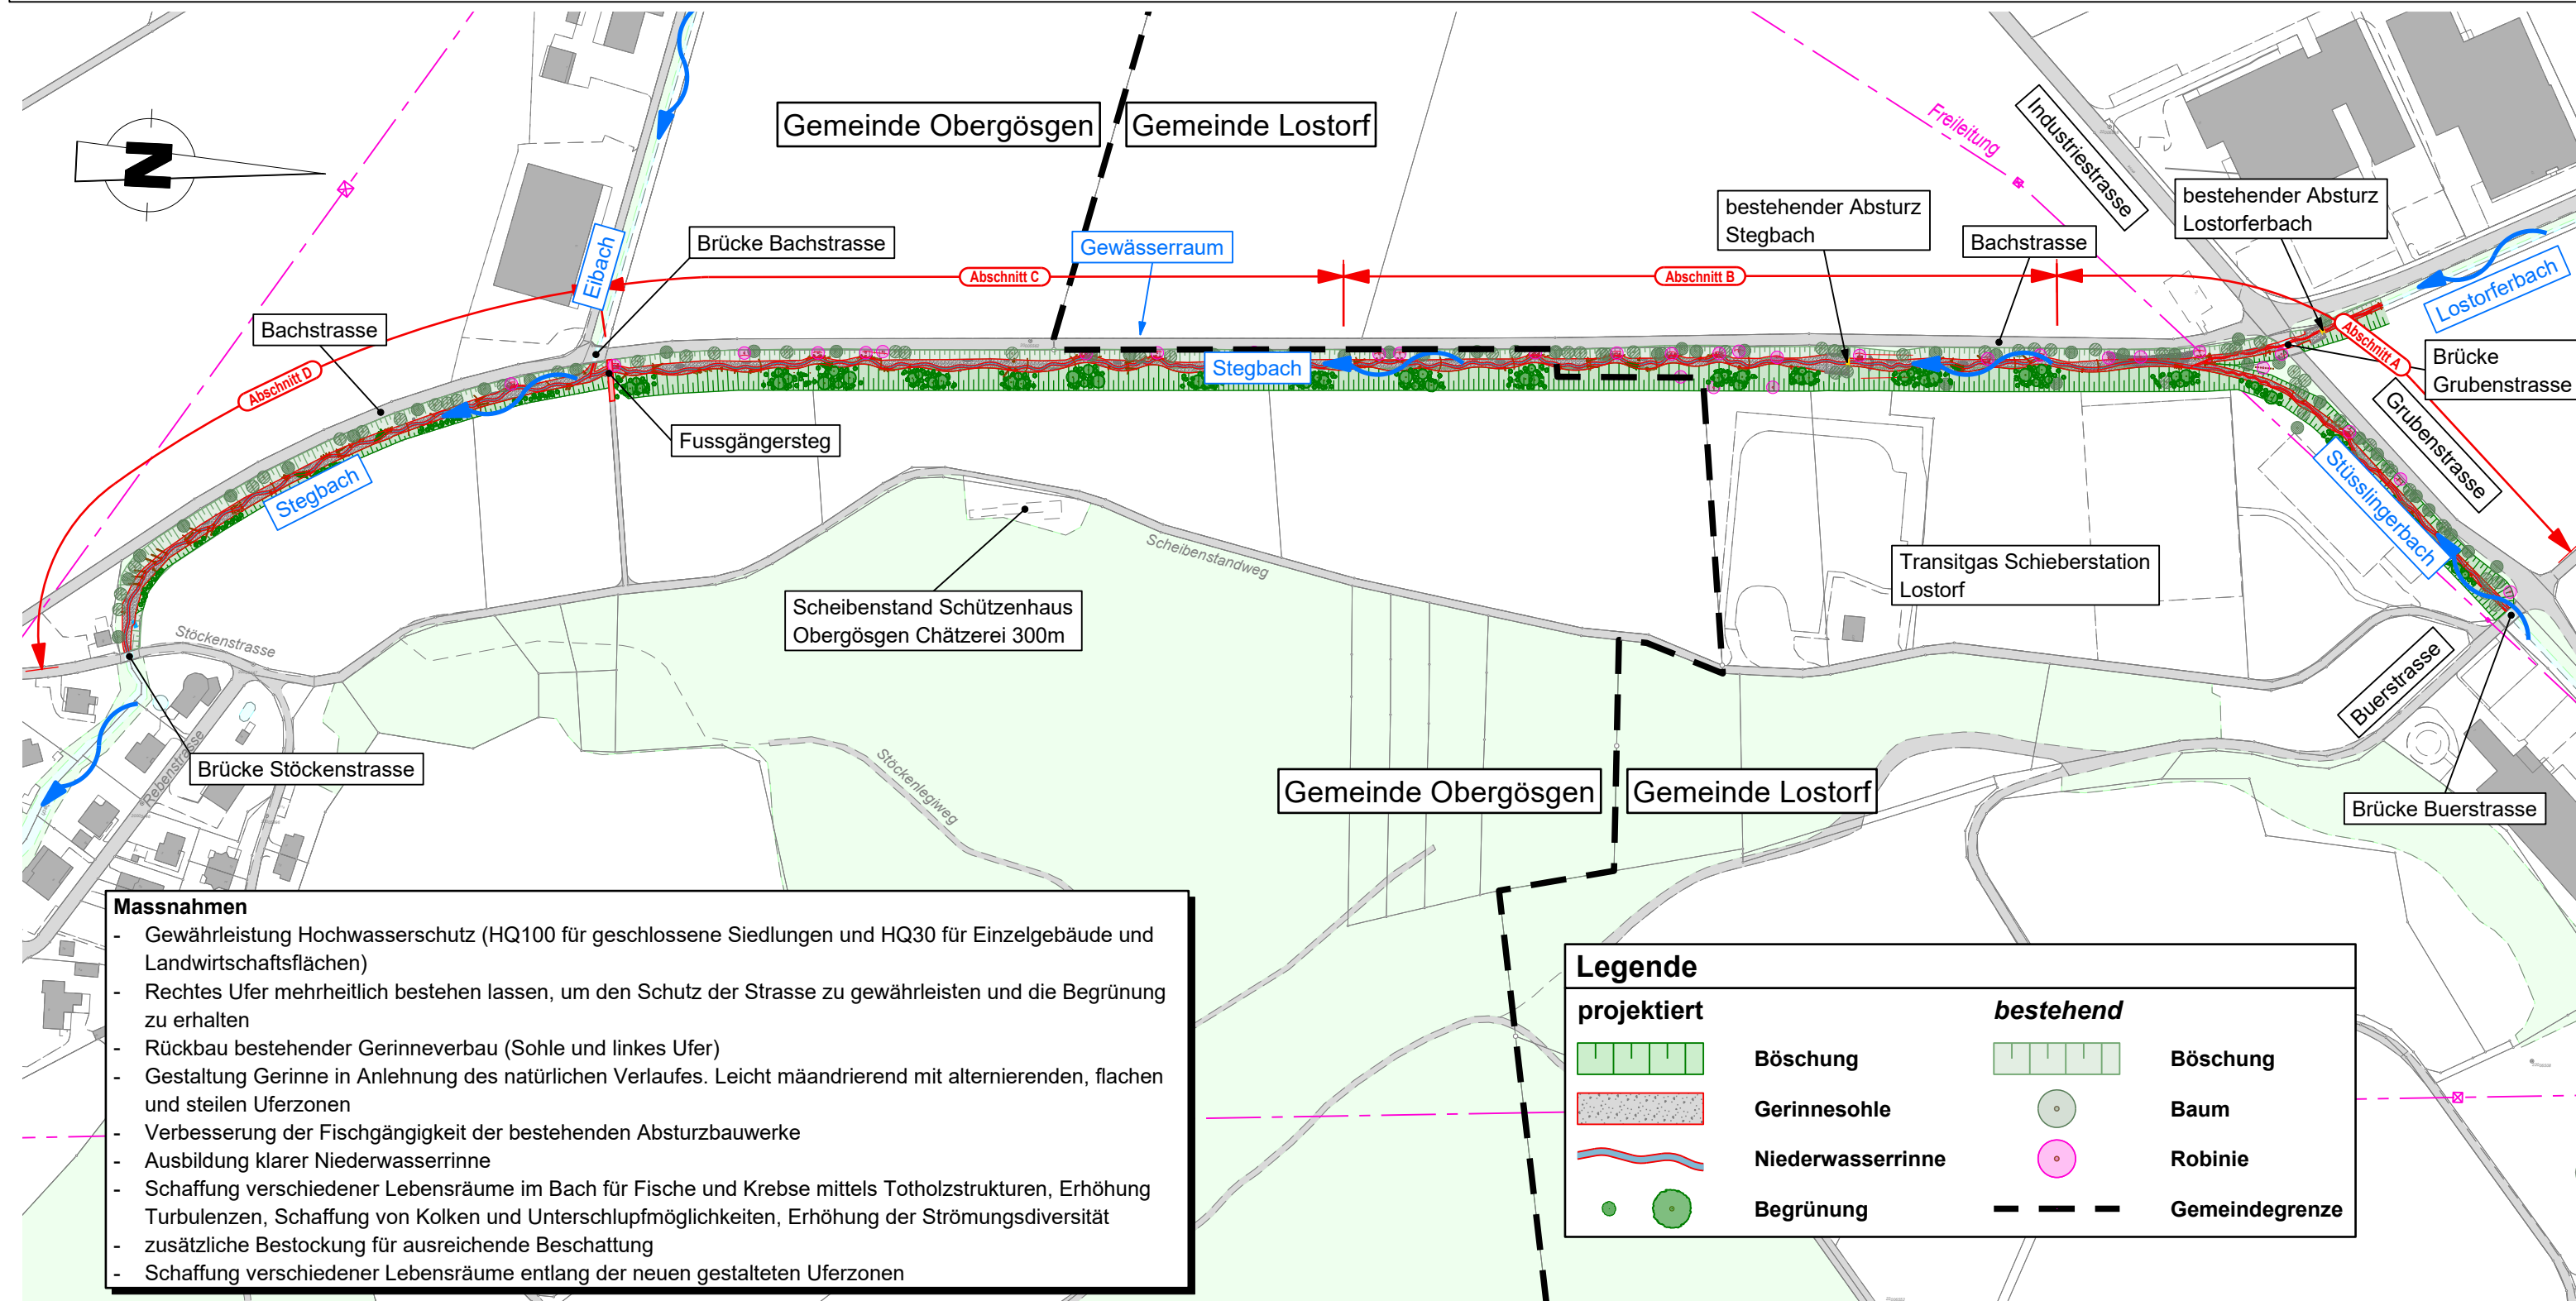 Gemeinde Obergösgen
Gemeinde Lostorf
Freileitung
Industriestrasse
N
bestehender Absturz
Stegbach
bestehender Absturz
Lostorferbach
Brücke Bachstrasse
Gewässerraum
Bachstrasse
Eibach
Abschnitt C
Abschnitt B
Lostorferbach
Bachstrasse
Abschnitt A
Brücke
Grubenstrasse
Stegbach
Abschnitt D
Grubenstrasse
Fussgängersteg
Stegbach
Stüsslingerbach
Scheibenstandweg
Transitgas Schieberstation
Lostorf
Scheibenstand Schützenhaus
Obergösgen Chätzerei 300m
Stöckenstrasse
Buerstrasse
Rebenstrasse
Brücke Stöckenstrasse
Stöckenlegiweg
Gemeinde Obergösgen
Gemeinde Lostorf
Brücke Buerstrasse
Massnahmen
- Gewährleistung Hochwasserschutz (HQ100 für geschlossene Siedlungen und HQ30 für Einzelgebäude und
Landwirtschaftsflächen)
- Rechtes Ufer mehrheitlich bestehen lassen, um den Schutz der Strasse zu gewährleisten und die Begrünung
zu erhalten
- Rückbau bestehender Gerinneverbau (Sohle und linkes Ufer)
- Gestaltung Gerinne in Anlehnung des natürlichen Verlaufes. Leicht mäandrierend mit alternierenden, flachen
und steilen Uferzonen
- Verbesserung der Fischgängigkeit der bestehenden Absturzbauwerke
- Ausbildung klarer Niederwasserrinne
- Schaffung verschiedener Lebensräume im Bach für Fische und Krebse mittels Totholzstrukturen, Erhöhung
Turbulenzen, Schaffung von Kolken und Unterschlupfmöglichkeiten, Erhöhung der Strömungsdiversität
- zusätzliche Bestockung für ausreichende Beschattung
- Schaffung verschiedener Lebensräume entlang der neuen gestalteten Uferzonen
Legende
projektiert
bestehend
Böschung
Böschung
Gerinnesohle
Baum
Niederwasserrinne
Robinie
Begrünung
Gemeindegrenze